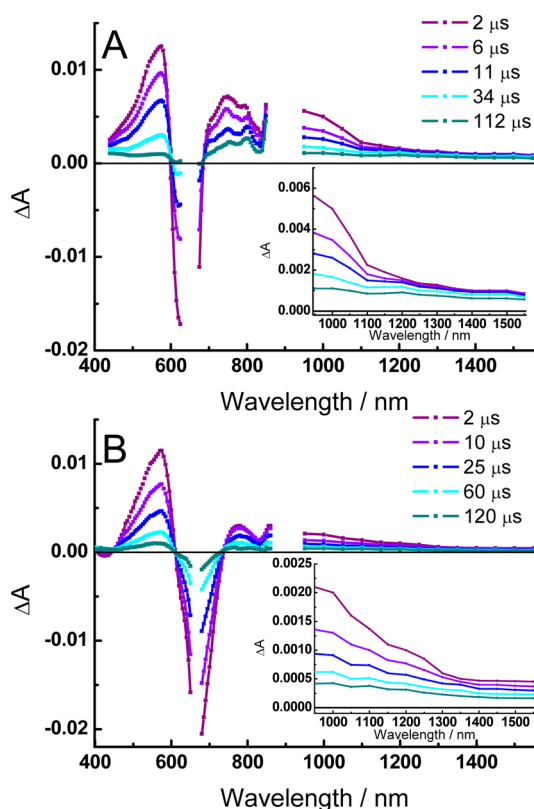 A
2 μs
6 μs
11 μs
34 μs
112 μs
0.01
0.00
-0.01
-0.02
ΔA
400 600 800 1000 1200 1400
Wavelength / nm
0.006
0.004
0.002
0.000
ΔA
1000 1100 1200 1300 1400 1500
Wavelength / nm
B
2 μs
10 μs
25 μs
60 μs
120 μs
0.01
0.00
-0.01
-0.02
ΔA
400 600 800 1000 1200 1400
Wavelength / nm
0.0025
0.0020
0.0015
0.0010
0.0005
0.0000
ΔA
1000 1100 1200 1300 1400 1500
Wavelength / nm